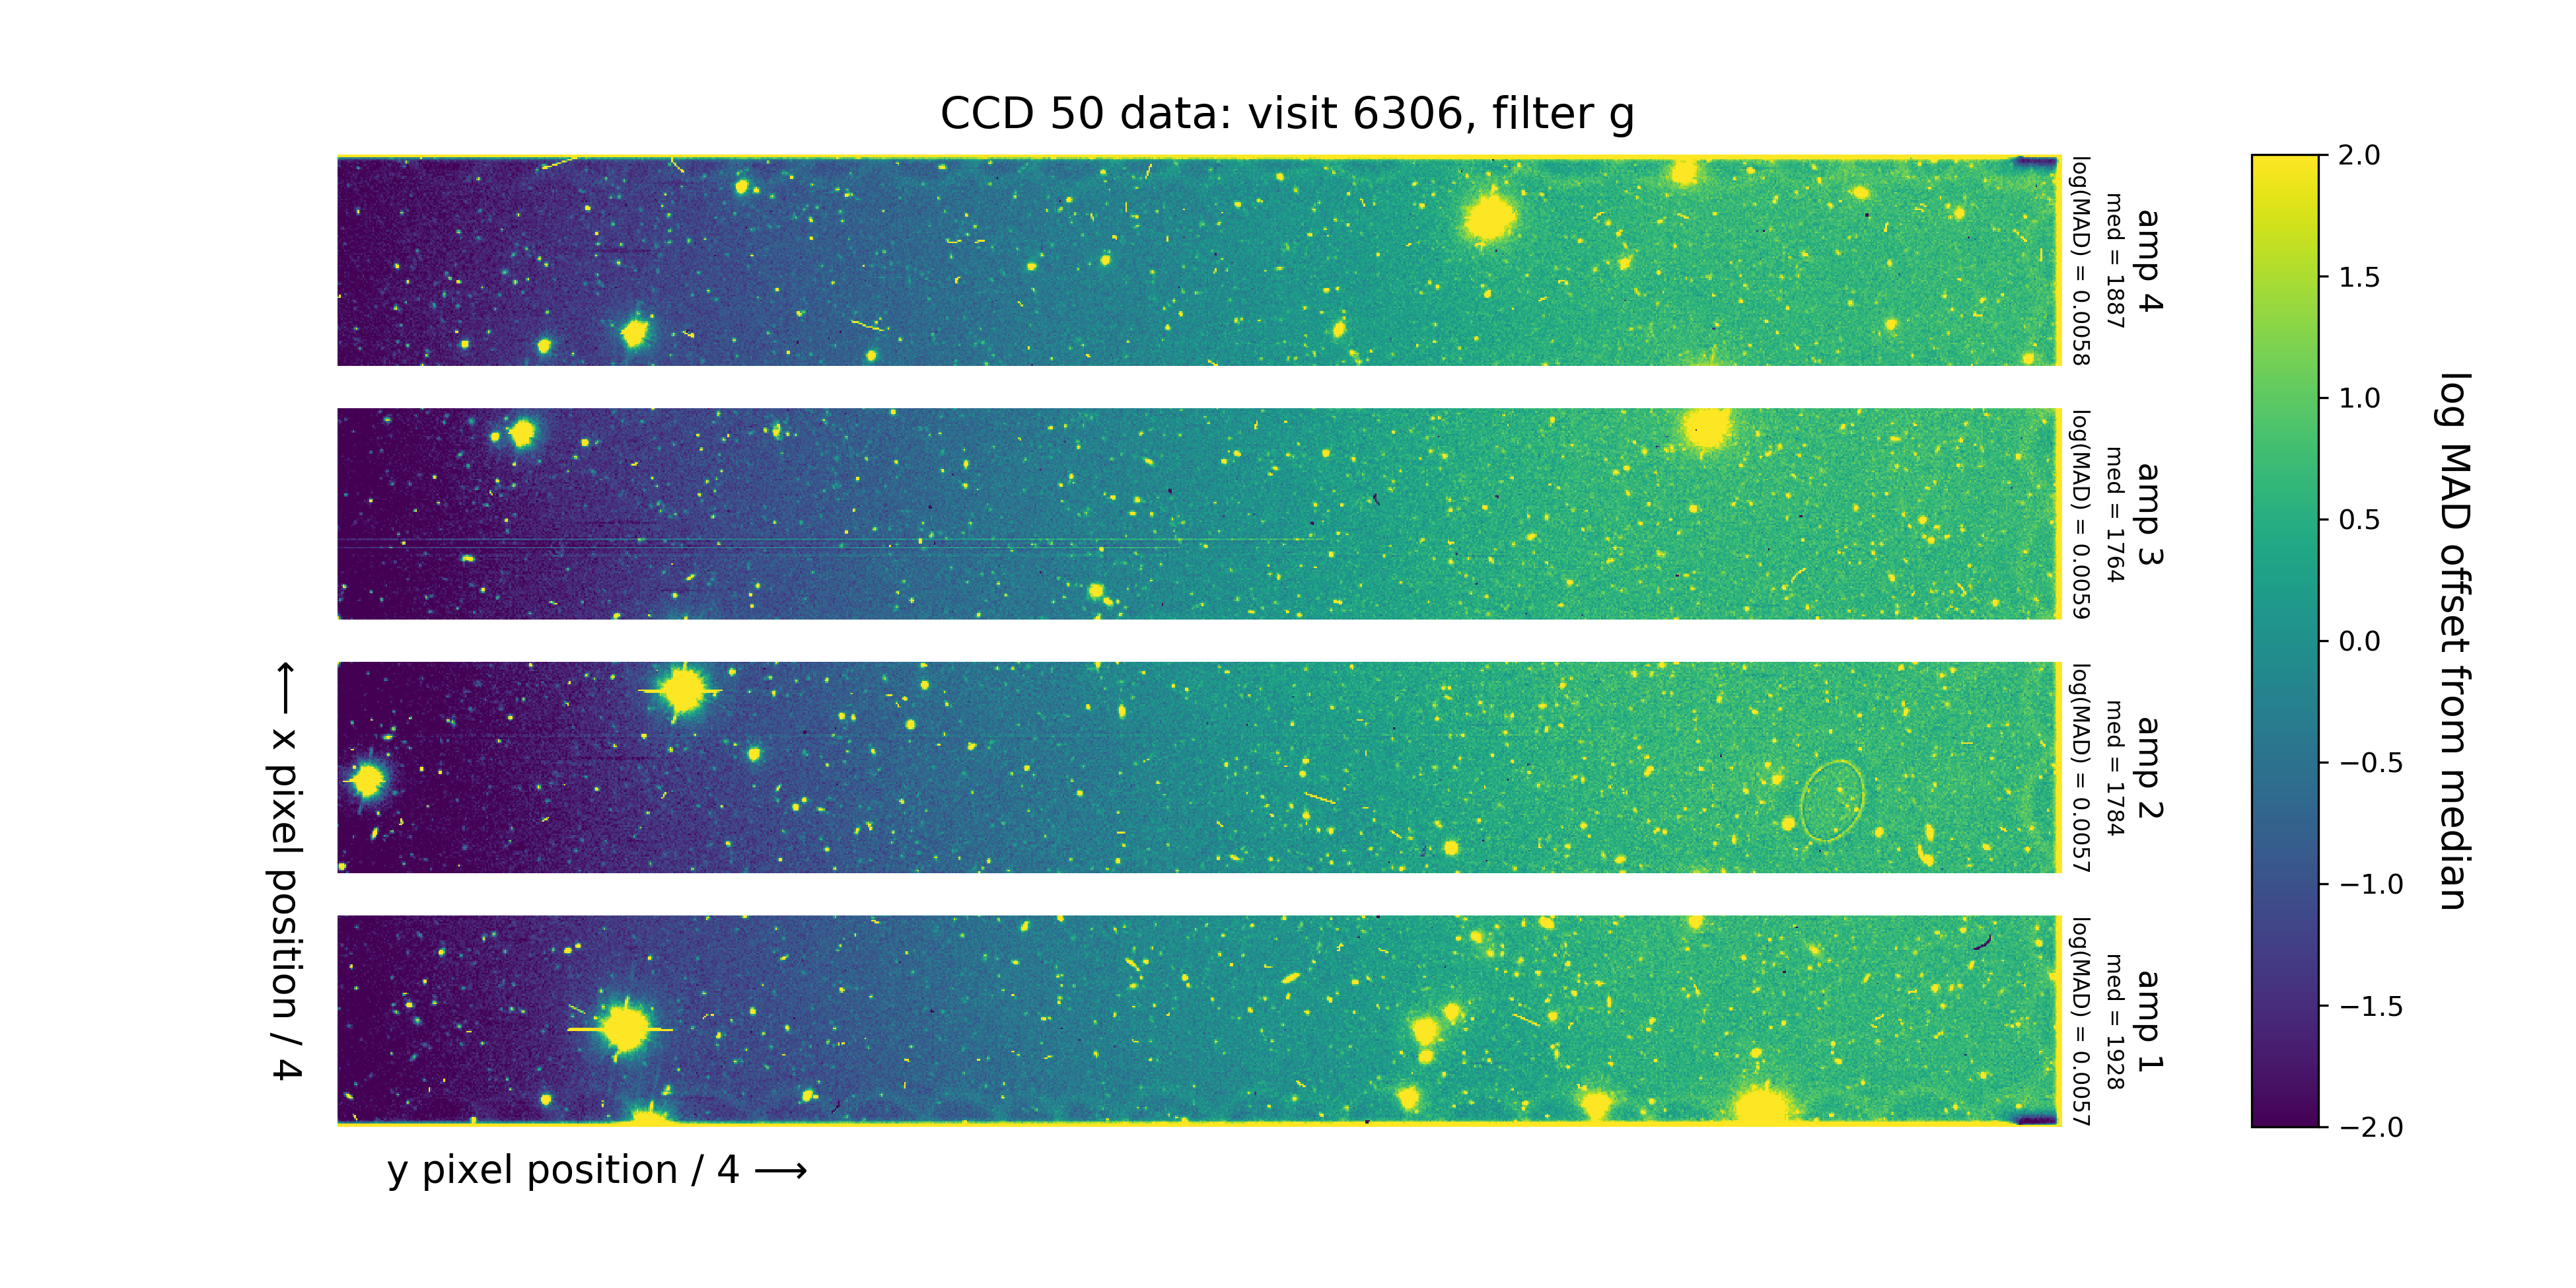 CCD 50 data: visit 6306, filter g
amp 4
med = 1887
log(MAD) = 0.0058
amp 3
med = 1764
log(MAD) = 0.0059
amp 2
med = 1784
log(MAD) = 0.0057
amp 1
med = 1928
log(MAD) = 0.0057
⟵ x pixel position / 4
y pixel position / 4 ⟶
2.0
1.5
1.0
0.5
0.0
−0.5
−1.0
−1.5
−2.0
log MAD offset from median